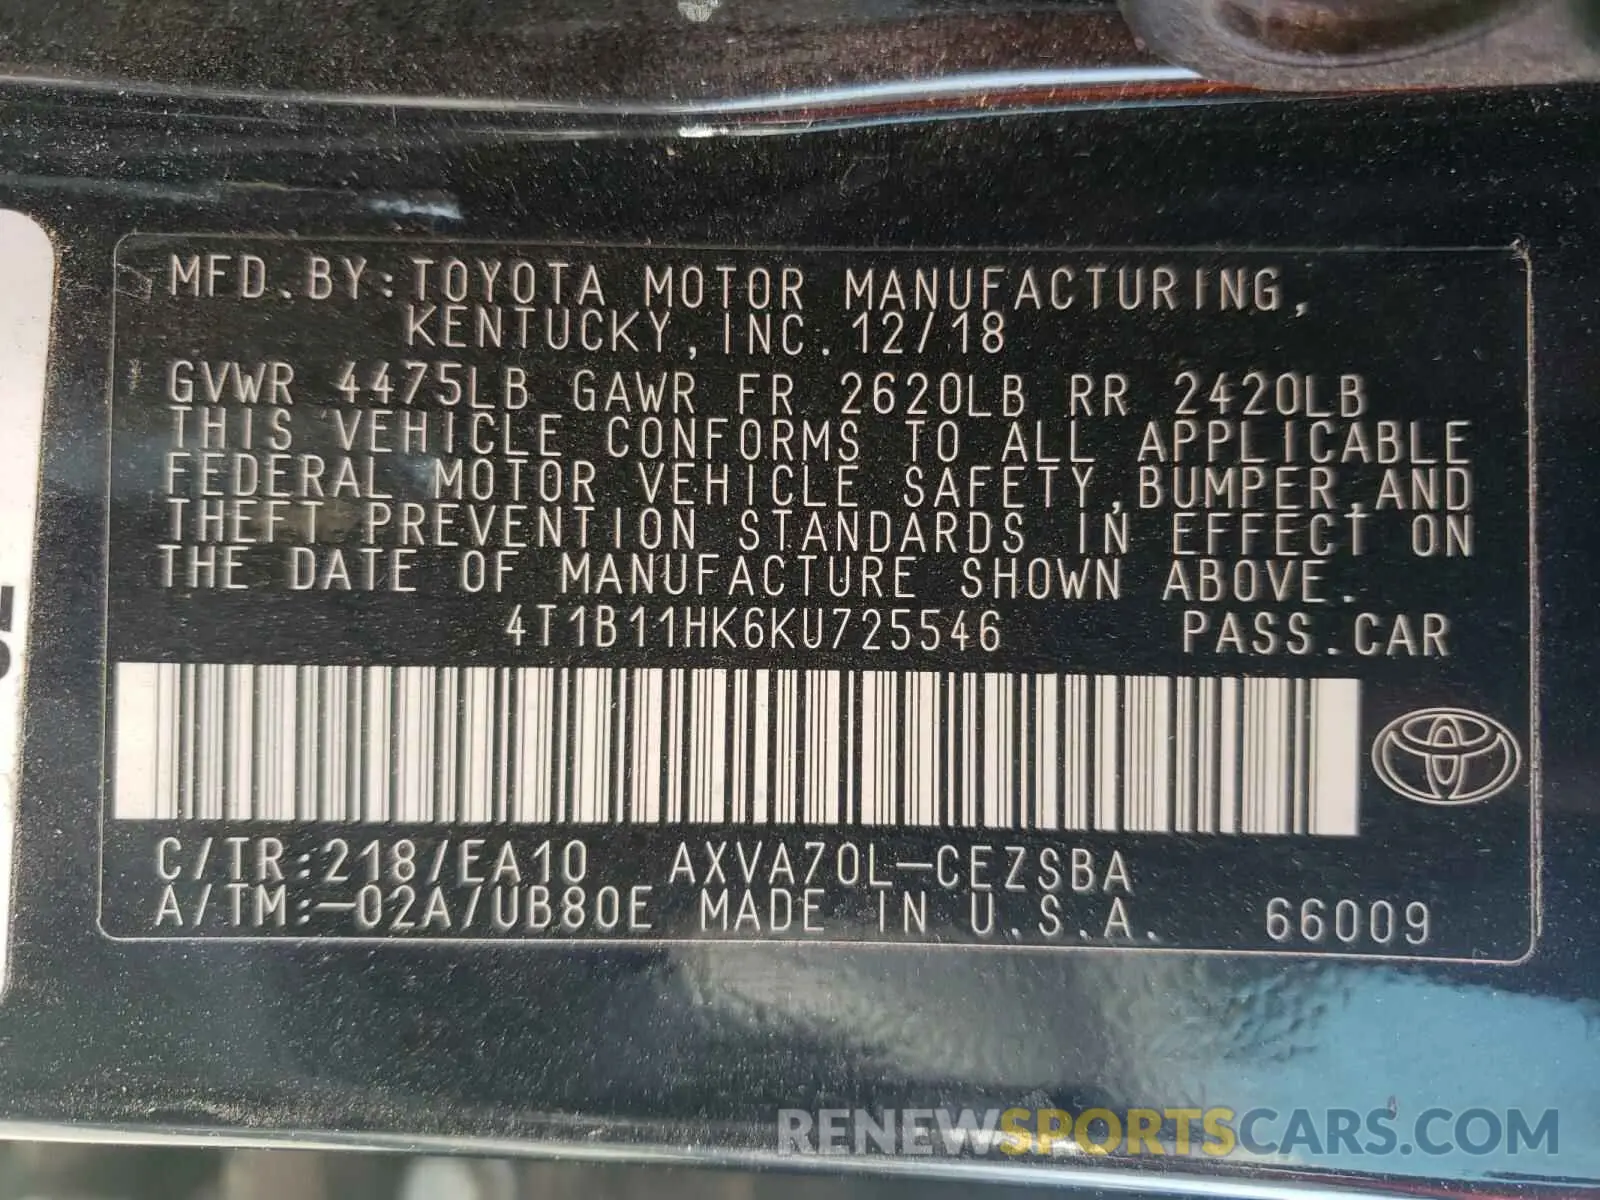 MFD.BY:TOYOTA MOTOR MANUFACTURING,
KENTUCKY,INC.12/18
GVWR 4475LB GAWR FR 2620LB RR 2420LB
THIS VEHICLE CONFORMS TO ALL APPLICABLE
FEDERAL MOTOR VEHICLE SAFETY,BUMPER,AND
THEFT PREVENTION STANDARDS IN EFFECT ON
THE DATE OF MANUFACTURE SHOWN ABOVE.
4T1B11HK6KU725546 PASS.CAR
C/TR:218/EA10 AXVA70L-CEZSBA
A/TM:-02A/UB80E MADE IN U.S.A. 66009
RENEWSPORTSCARS.COM